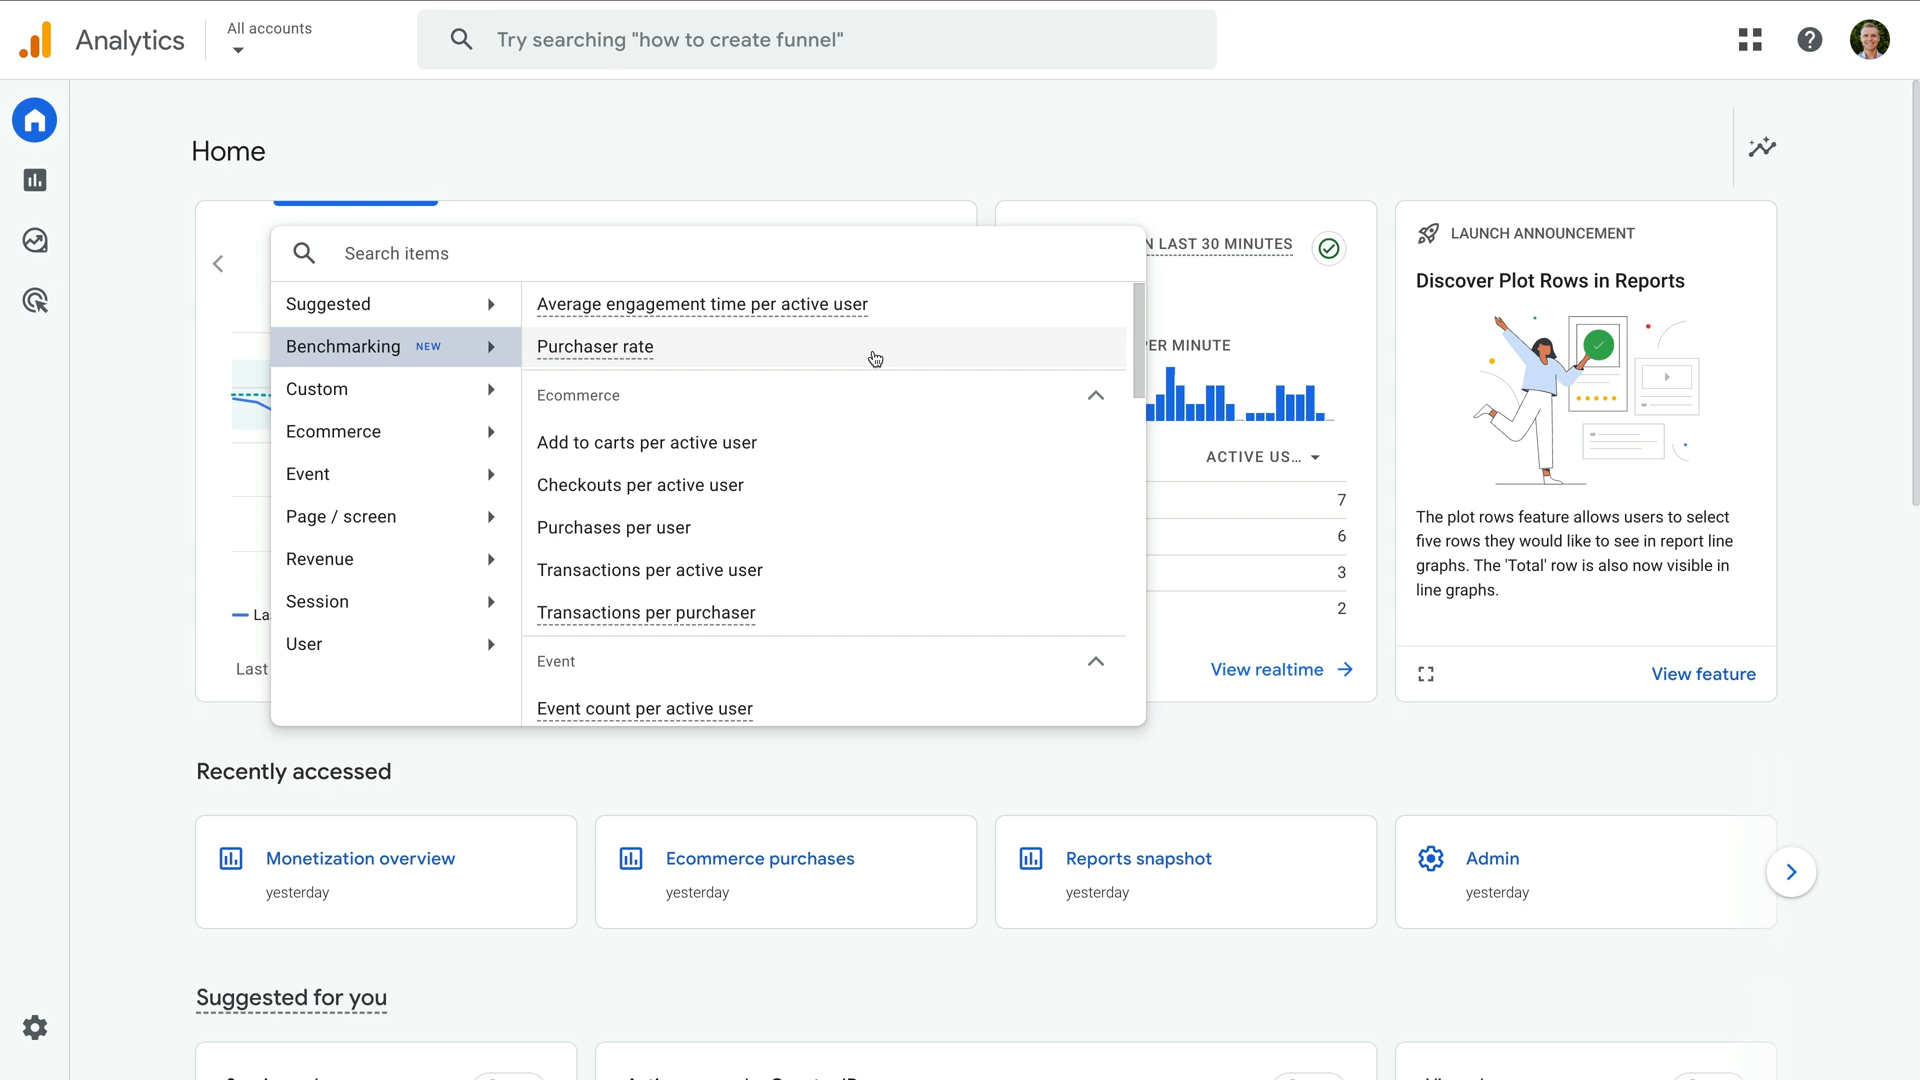 Analytics
All accounts
Try searching "how to create funnel"
Home
Search items
Suggested
Benchmarking NEW
Custom
Ecommerce
Event
Page / screen
Revenue
Session
User
Average engagement time per active user
Purchaser rate
Ecommerce
Add to carts per active user
Checkouts per active user
Purchases per user
Transactions per active user
Transactions per purchaser
Event
Event count per active user
Last
N LAST 30 MINUTES
PER MINUTE
ACTIVE US...
7
6
3
2
View realtime
LAUNCH ANNOUNCEMENT
Discover Plot Rows in Reports
The plot rows feature allows users to select
five rows they would like to see in report line
graphs. The 'Total' row is also now visible in
line graphs.
View feature
Recently accessed
Monetization overview
yesterday
Ecommerce purchases
yesterday
Reports snapshot
yesterday
Admin
yesterday
Suggested for you